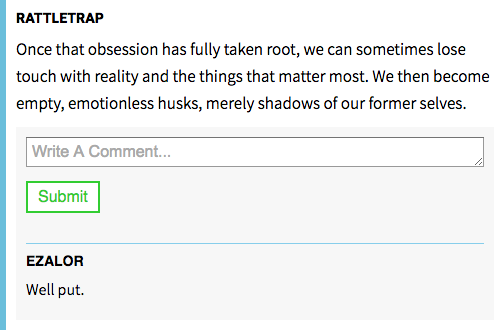 RATTLETRAP
Once that obsession has fully taken root, we can sometimes lose
touch with reality and the things that matter most. We then become
empty, emotionless husks, merely shadows of our former selves.
Write A Comment...
Submit
EZALOR
Well put.